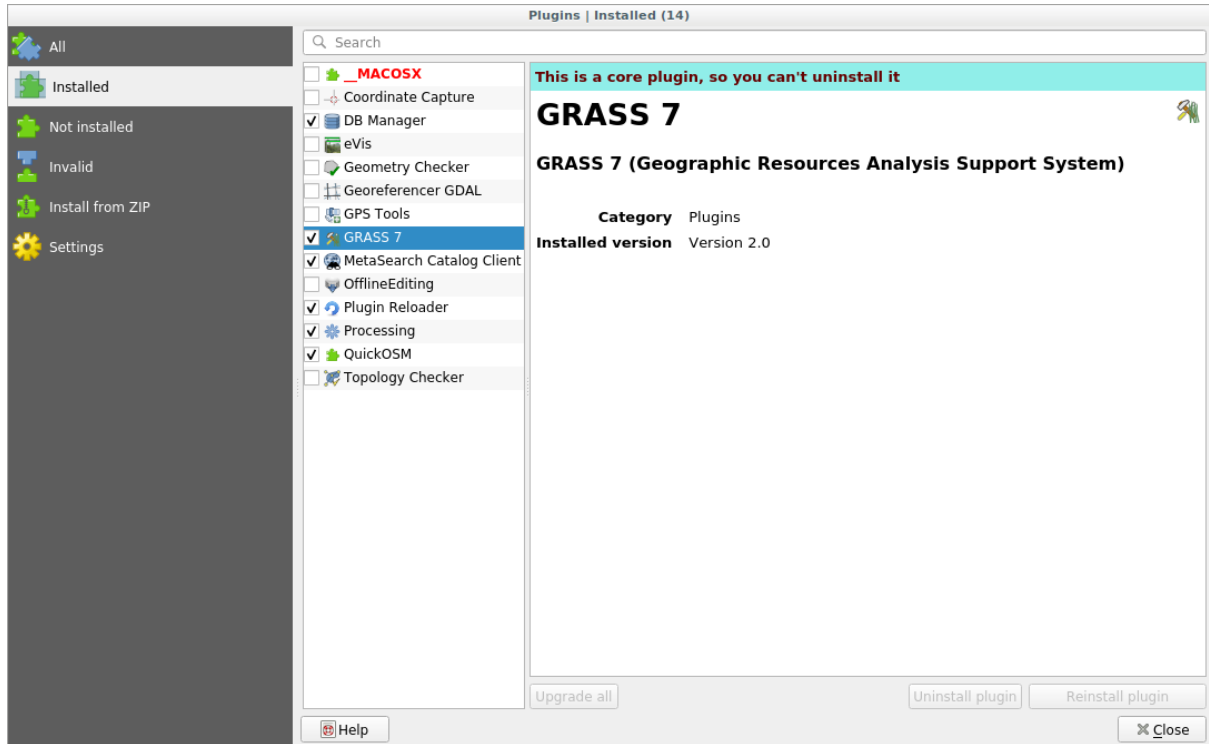 Plugins | Installed (14)
All
Installed
Not installed
Invalid
Install from ZIP
Settings
Search
__MACOSX
Coordinate Capture
DB Manager
eVis
Geometry Checker
Georeferencer GDAL
GPS Tools
GRASS 7
MetaSearch Catalog Client
OfflineEditing
Plugin Reloader
Processing
QuickOSM
Topology Checker
This is a core plugin, so you can't uninstall it
GRASS 7
GRASS 7 (Geographic Resources Analysis Support System)
Category Plugins
Installed version Version 2.0
Upgrade all
Uninstall plugin
Reinstall plugin
Help
Close